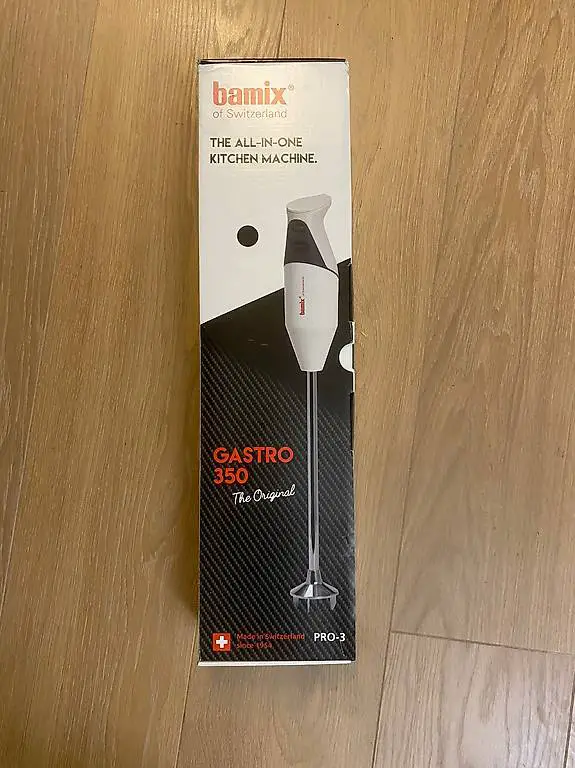 bamix®
of Switzerland
THE ALL-IN-ONE
KITCHEN MACHINE.
bamix®
GASTRO
350
The Original
Made in Switzerland
since 1954
PRO-3